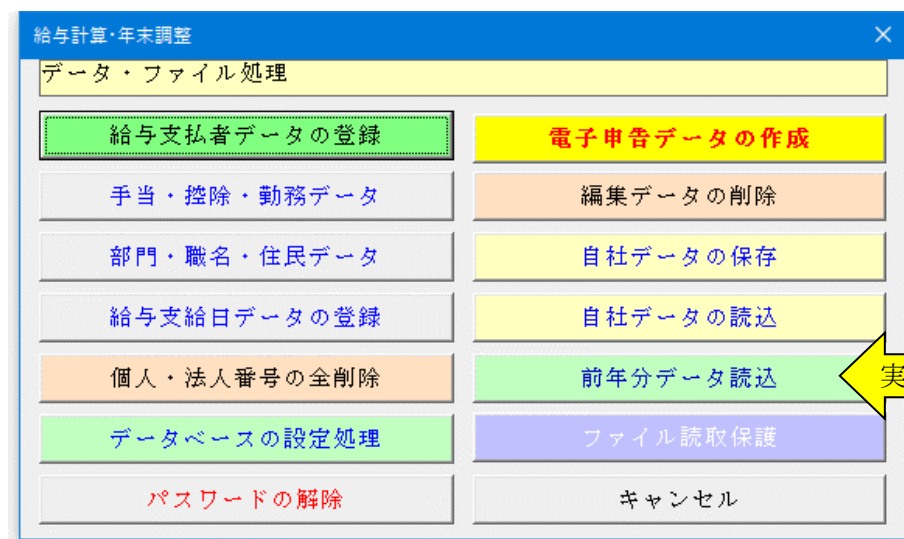 給与計算・年末調整
データ・ファイル処理
給与支払者データの登録
電子申告データの作成
手当・控除・勤務データ
編集データの削除
部門・職名・住民データ
自社データの保存
給与支給日データの登録
自社データの読込
個人・法人番号の全削除
前年分データ読込
実
データベースの設定処理
ファイル読取保護
パスワードの解除
キャンセル